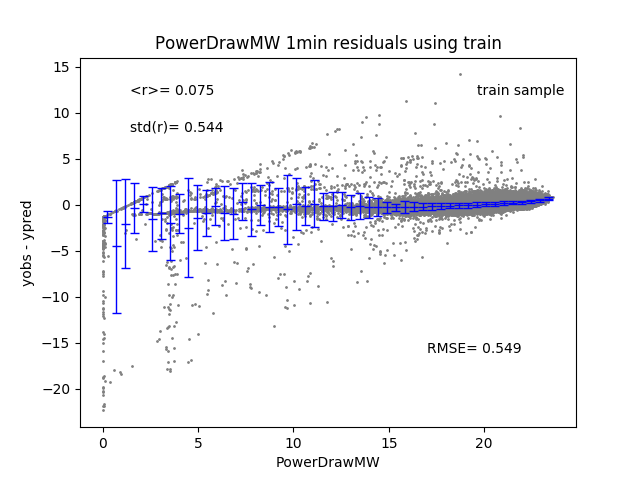 PowerDrawMW 1min residuals using train
<r>= 0.075
train sample
std(r)= 0.544
RMSE= 0.549
yobs - ypred
15
10
5
0
−5
−10
−15
−20
0 5 10 15 20
PowerDrawMW